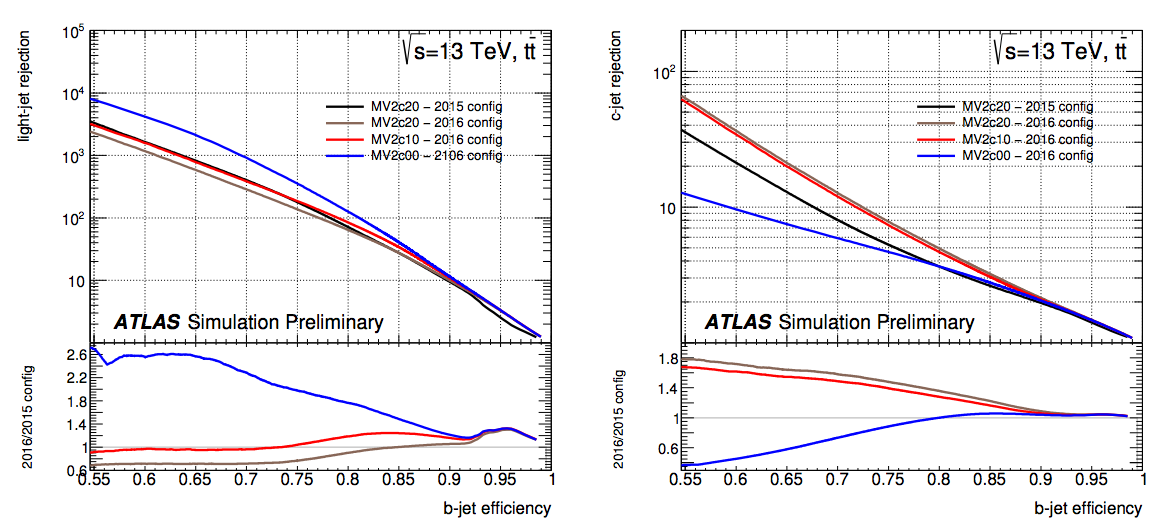 light-jet rejection
10^5
10^4
10^3
10^2
10
√s=13 TeV, tt̄
MV2c20 − 2015 config
MV2c20 − 2016 config
MV2c10 − 2016 config
MV2c00 − 2106 config
ATLAS Simulation Preliminary
2016/2015 config
2.6
2.2
1.8
1.4
1
0.6
0.55 0.6 0.65 0.7 0.75 0.8 0.85 0.9 0.95 1
b-jet efficiency
c-jet rejection
10^2
10
√s=13 TeV, tt̄
MV2c20 − 2015 config
MV2c20 − 2016 config
MV2c10 − 2016 config
MV2c00 − 2016 config
ATLAS Simulation Preliminary
2016/2015 config
1.8
1.4
1
0.6
0.55 0.6 0.65 0.7 0.75 0.8 0.85 0.9 0.95 1
b-jet efficiency